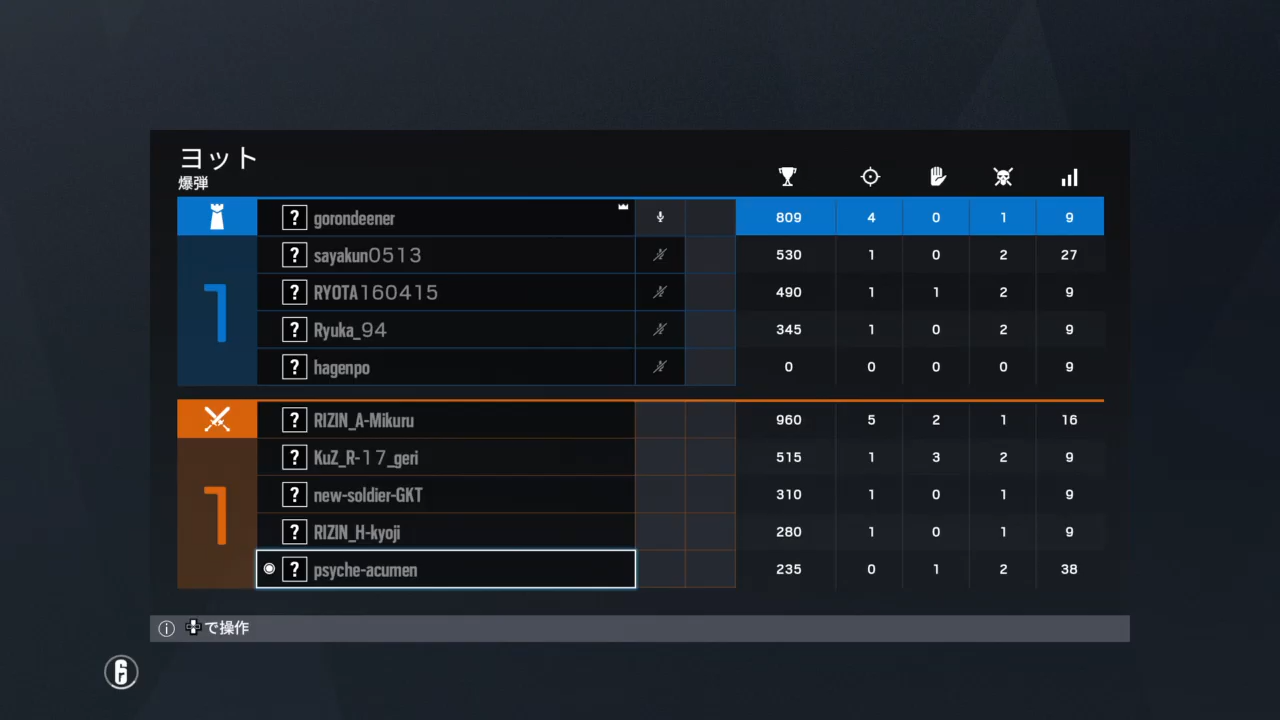 ヨット
爆弾
? gorondeener 809 4 0 1 9
? sayakun0513 530 1 0 2 27
1
? RYOTA160415 490 1 1 2 9
? Ryuka_94 345 1 0 2 9
? hagenpo 0 0 0 0 9
? RIZIN_A-Mikuru 960 5 2 1 16
? KuZ_R-17_geri 515 1 3 2 9
1
? new-soldier-GKT 310 1 0 1 9
? RIZIN_H-kyoji 280 1 0 1 9
? psyche-acumen 235 0 1 2 38
で操作
6